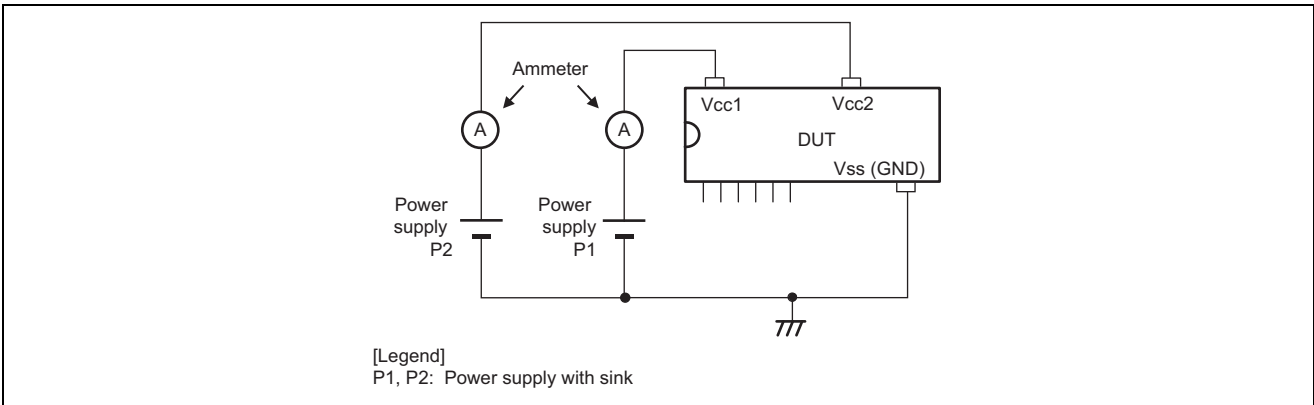 Ammeter
Vcc1
Vcc2
A
A
DUT
Vss (GND)
Power
supply
P2
Power
supply
P1
[Legend]
P1, P2: Power supply with sink